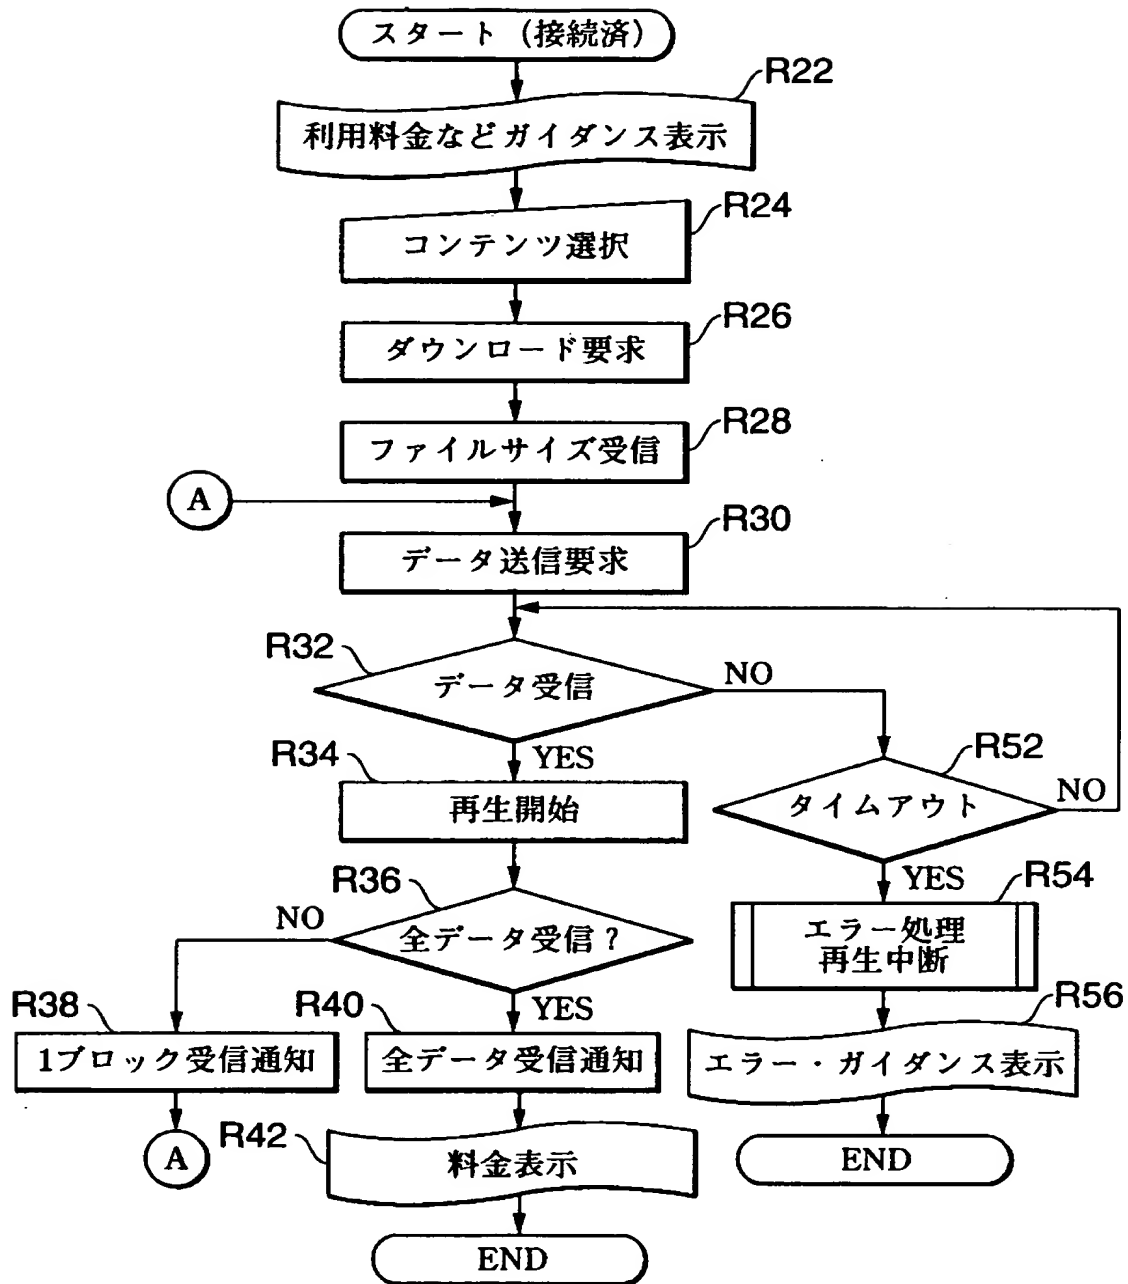 スタート (接続済)
R22
利用料金などガイダンス表示
R24
コンテンツ選択
R26
ダウンロード要求
R28
ファイルサイズ受信
A
R30
データ送信要求
R32
データ受信
NO
YES
R34
再生開始
R52
タイムアウト
NO
YES
R36
全データ受信?
NO
YES
R54
エラー処理
再生中断
R38
1ブロック受信通知
R40
全データ受信通知
R56
エラー・ガイダンス表示
A
R42
料金表示
END
END